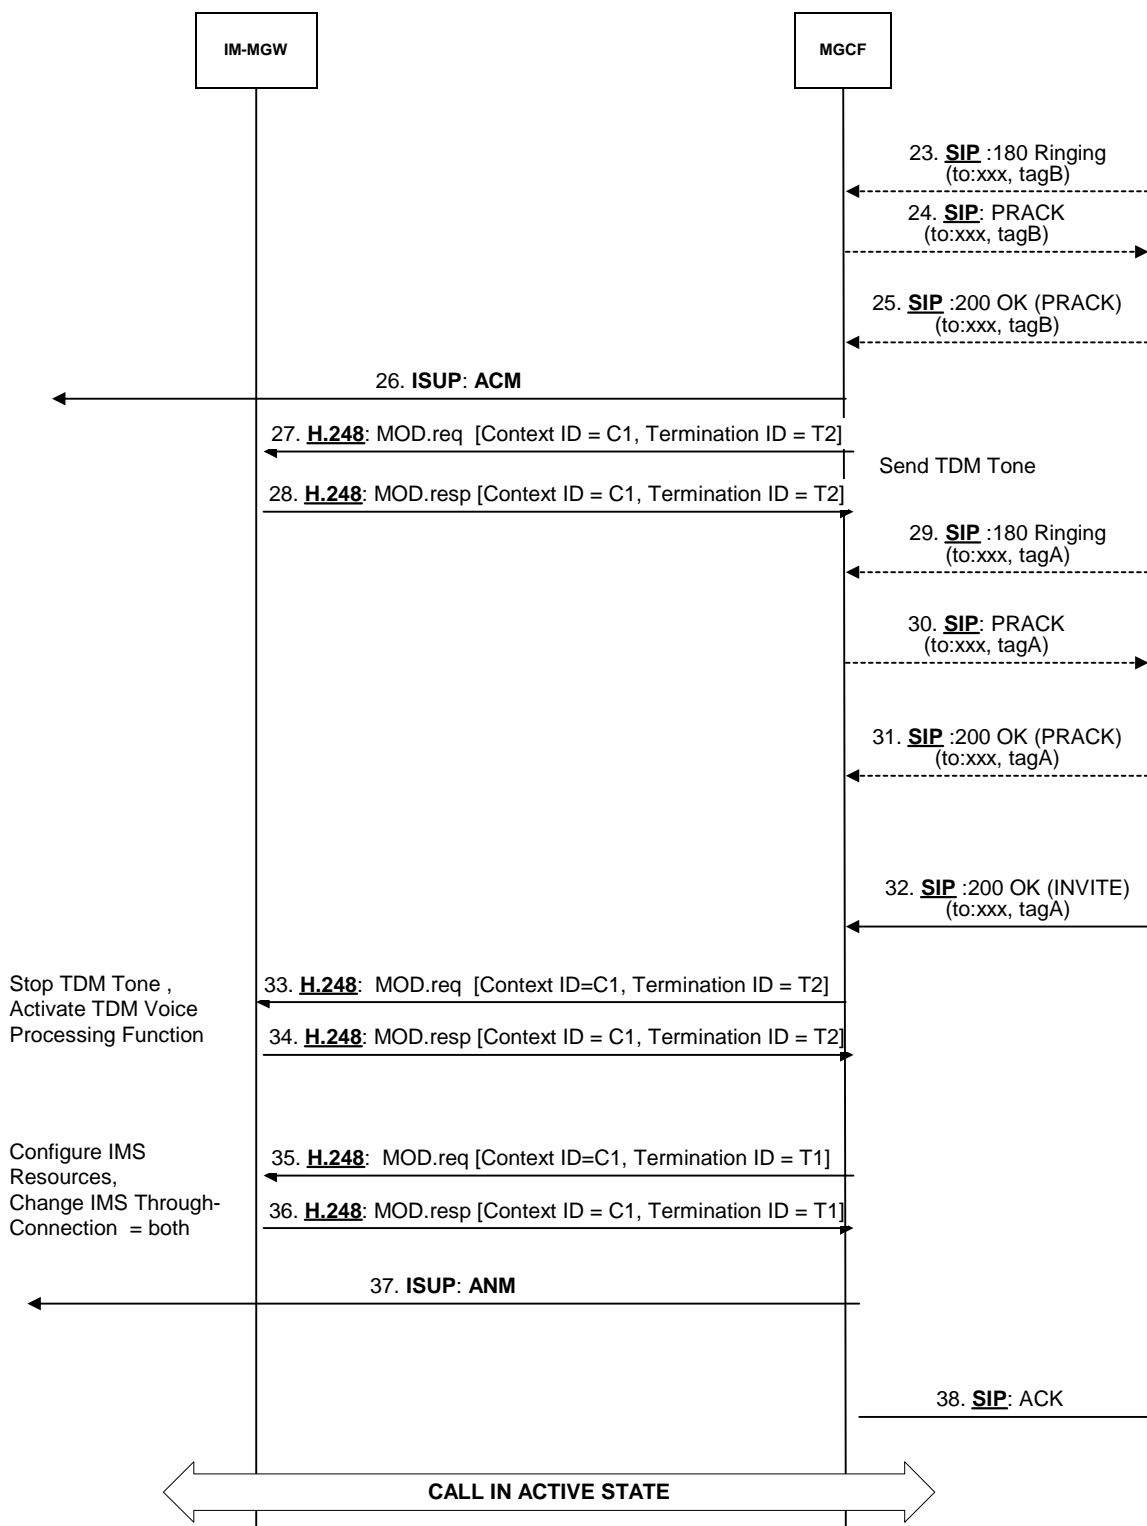 IM-MGW
MGCF
23. SIP :180 Ringing
(to:xxx, tagB)
24. SIP: PRACK
(to:xxx, tagB)
25. SIP :200 OK (PRACK)
(to:xxx, tagB)
26. ISUP: ACM
27. H.248: MOD.req [Context ID = C1, Termination ID = T2]
Send TDM Tone
28. H.248: MOD.resp [Context ID = C1, Termination ID = T2]
29. SIP :180 Ringing
(to:xxx, tagA)
30. SIP: PRACK
(to:xxx, tagA)
31. SIP :200 OK (PRACK)
(to:xxx, tagA)
32. SIP :200 OK (INVITE)
(to:xxx, tagA)
Stop TDM Tone ,
Activate TDM Voice
Processing Function
33. H.248: MOD.req [Context ID=C1, Termination ID = T2]
34. H.248: MOD.resp [Context ID = C1, Termination ID = T2]
Configure IMS
Resources,
Change IMS Through-
Connection = both
35. H.248: MOD.req [Context ID=C1, Termination ID = T1]
36. H.248: MOD.resp [Context ID = C1, Termination ID = T1]
37. ISUP: ANM
38. SIP: ACK
CALL IN ACTIVE STATE